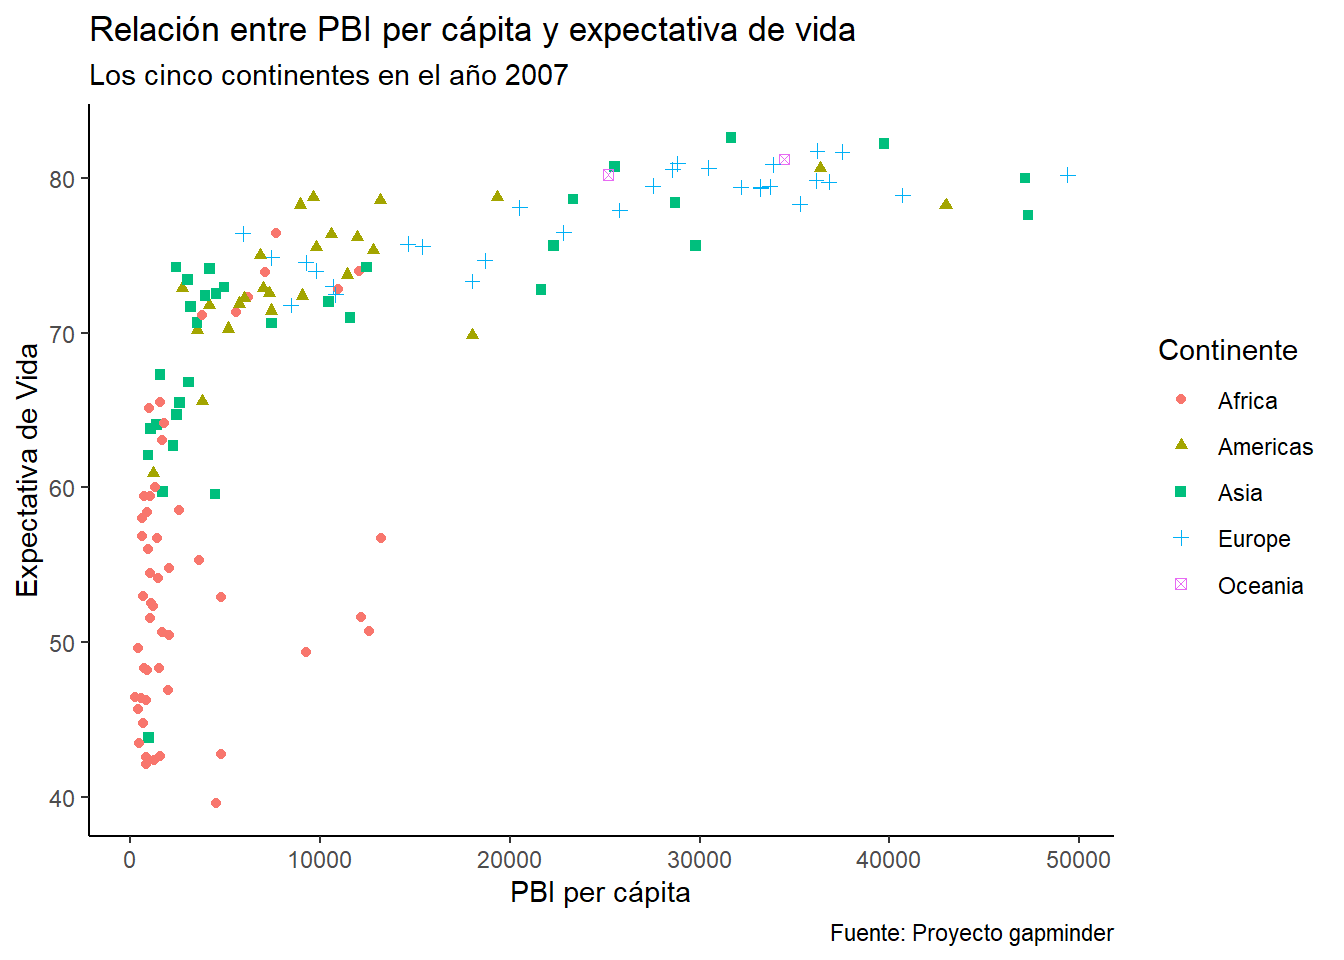 Relación entre PBI per cápita y expectativa de vida
Los cinco continentes en el año 2007
Expectativa de Vida
80
70
60
50
40
0 10000 20000 30000 40000 50000
PBI per cápita
Continente
Africa
Americas
Asia
Europe
Oceania
Fuente: Proyecto gapminder